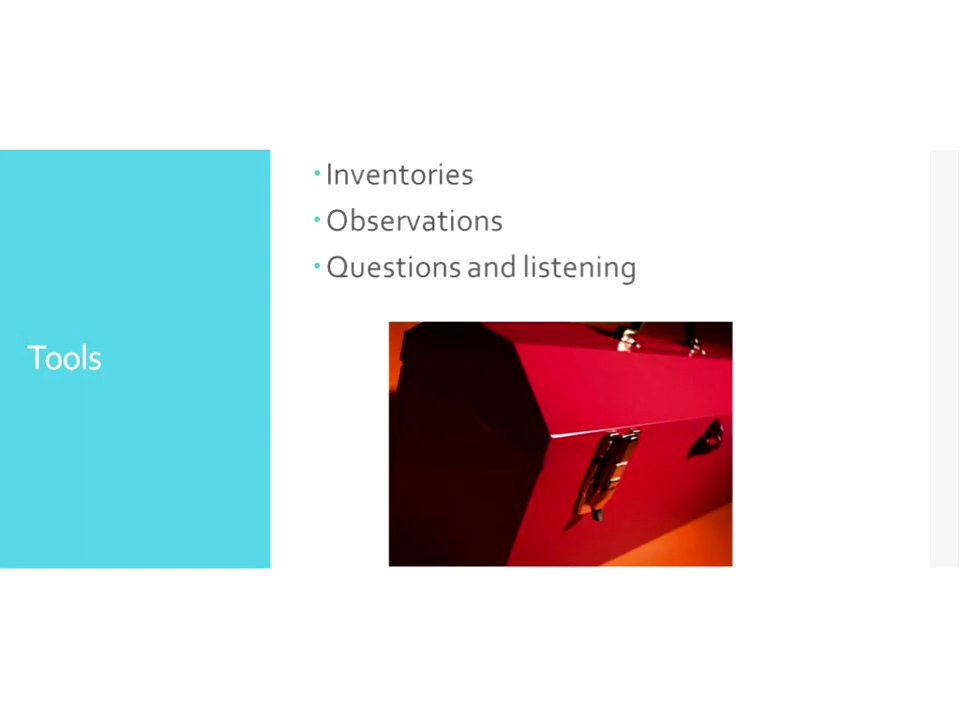 Tools
Inventories
Observations
Questions and listening